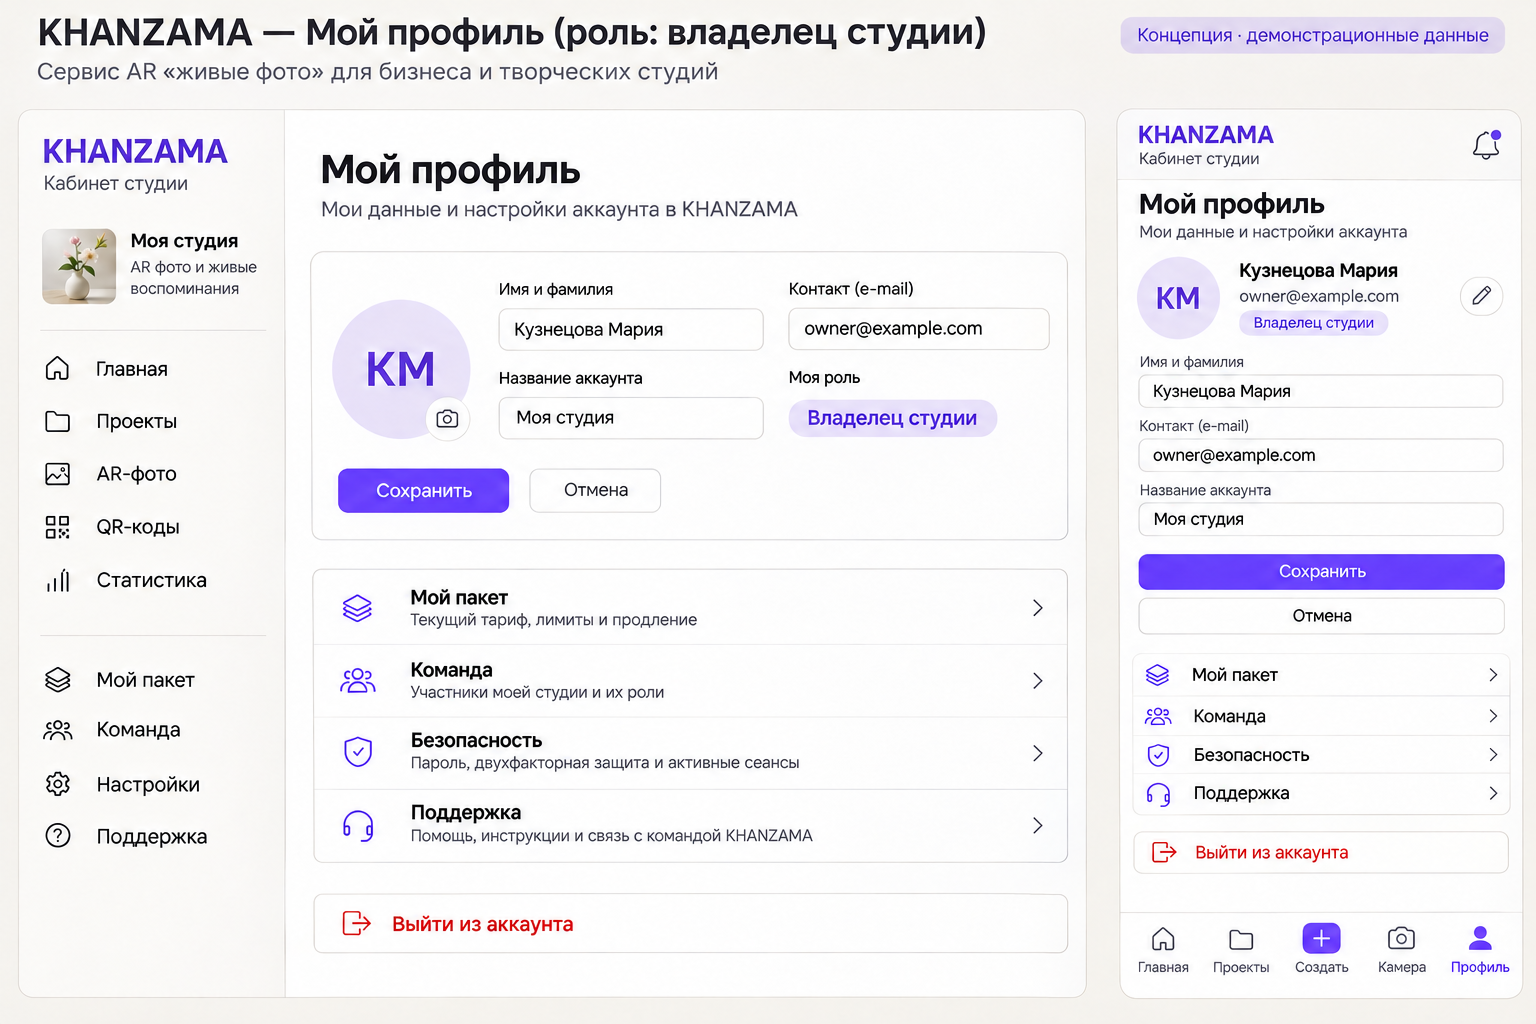 KHANZAMA — Мой профиль (роль: владелец студии)
Сервис AR «живые фото» для бизнеса и творческих студий
Концепция · демонстрационные данные
KHANZAMA
Кабинет студии
Моя студия
AR фото и живые
воспоминания
Главная
Проекты
AR-фото
QR-коды
Статистика
Мой пакет
Команда
Настройки
Поддержка
Мой профиль
Мои данные и настройки аккаунта в KHANZAMA
КМ
Имя и фамилия
Кузнецова Мария
Контакт (e-mail)
owner@example.com
Название аккаунта
Моя студия
Моя роль
Владелец студии
Сохранить
Отмена
Мой пакет
Текущий тариф, лимиты и продление
Команда
Участники моей студии и их роли
Безопасность
Пароль, двухфакторная защита и активные сеансы
Поддержка
Помощь, инструкции и связь с командой KHANZAMA
Выйти из аккаунта
KHANZAMA
Кабинет студии
Мой профиль
Мои данные и настройки аккаунта
КМ
Кузнецова Мария
owner@example.com
Владелец студии
Имя и фамилия
Кузнецова Мария
Контакт (e-mail)
owner@example.com
Название аккаунта
Моя студия
Сохранить
Отмена
Мой пакет
Команда
Безопасность
Поддержка
Выйти из аккаунта
Главная
Проекты
Создать
Камера
Профиль